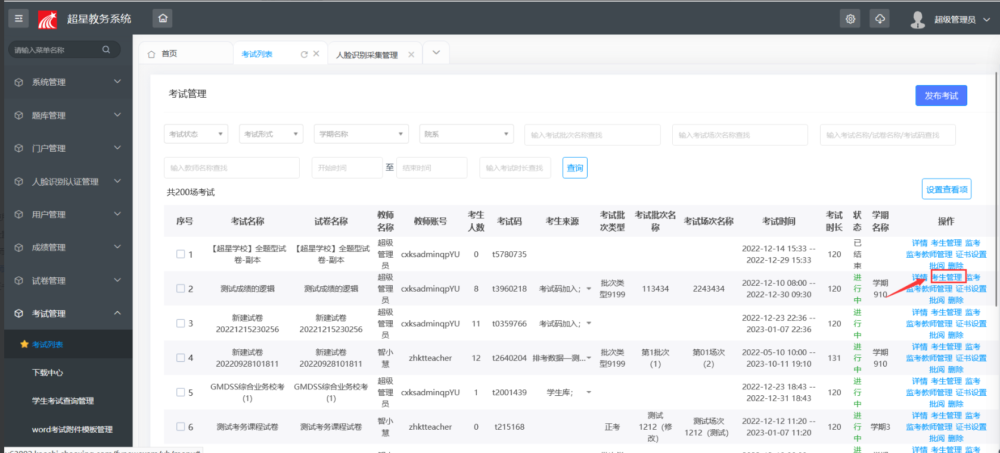 超星教务系统
超级管理员
请输入菜单名称
首页
考试列表
人脸识别采集管理
系统管理
题库管理
门户管理
人脸识别认证管理
用户管理
成绩管理
试卷管理
考试管理
考试列表
下载中心
学生考试查询管理
word考试附件模板管理
考试管理
发布考试
考试状态 考试形式 学期名称 院系 输入考试批次名称查找 输入考试场次名称查找 输入考试名称/试卷名称/考试码查找
输入教师名称查找 开始时间 至 结束时间 输入考试时长查找 查询
共200场考试
设置查看项
序号 考试名称 试卷名称 教师名称 教师账号 考生人数 考试码 考生来源 考试批次类型 考试批次名称 考试场次名称 考试时间 考试时长 状态 学期名称 操作
1 【超星学校】全题型试卷-副本 【超星学校】全题型试卷-副本 超级管理员 cxksadminqpYU 0 t5780735 2022-12-14 15:33 -- 2022-12-29 15:33 120 已结束 详情 考生管理 监考 监考教师管理 证书设置 批阅 删除
2 测试成绩的逻辑 测试成绩的逻辑 超级管理员 cxksadminqpYU 8 t3960218 考试码加入; 批次类型9199 113434 2243434 2022-12-10 08:00 -- 2022-12-30 09:30 120 进行中 学期910 详情 考生管理 监考 监考教师管理 证书设置 批阅 删除
3 新建试卷20221215230256 新建试卷20221215230256 超级管理员 cxksadminqpYU 11 t0359766 考试码加入; 2022-12-23 22:36 -- 2023-01-07 22:36 120 进行中 详情 考生管理 监考 监考教师管理 证书设置 批阅 删除
4 新建试卷20220928101811 新建试卷20220928101811 智小慧 zhktteacher 12 t2640204 排考数据—测... 批次类型9199 第1批次(1) 第01场次(2) 2022-05-10 10:00 -- 2023-10-11 19:10 131 进行中 学期910 详情 考生管理 监考 监考教师管理 证书设置 批阅 删除
5 GMDSS综合业务校考(1) GMDSS综合业务校考(1) 超级管理员 cxksadminqpYU 1 t2001439 学生库; 2022-12-23 18:43 -- 2022-12-31 18:43 120 进行中 详情 考生管理 监考 监考教师管理 证书设置 批阅 删除
6 测试考务课程试卷 测试考务课程试卷 智小慧 zhktteacher 0 t215168 正考 测试1212(修改) 测试场次1212(测试) 2022-12-12 11:20 -- 2023-01-07 11:20 120 进行中 学期3 详情 考生管理 监考 监考教师管理 证书设置 批阅 删除
进 详情 考生管理 监考